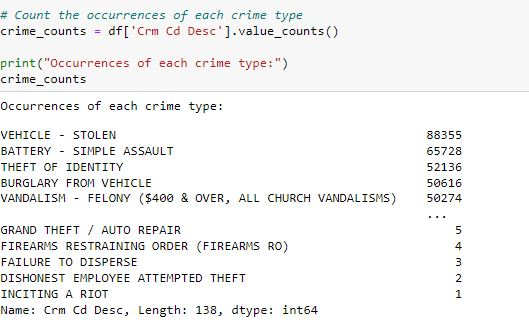 # Count the occurrences of each crime type
crime_counts = df['Crm Cd Desc'].value_counts()
print("Occurrences of each crime type:")
crime_counts
Occurrences of each crime type:
VEHICLE - STOLEN 88355
BATTERY - SIMPLE ASSAULT 65728
THEFT OF IDENTITY 52136
BURGLARY FROM VEHICLE 50616
VANDALISM - FELONY ($400 & OVER, ALL CHURCH VANDALISMS) 50274
...
GRAND THEFT / AUTO REPAIR 5
FIREARMS RESTRAINING ORDER (FIREARMS RO) 4
FAILURE TO DISPERSE 3
DISHONEST EMPLOYEE ATTEMPTED THEFT 2
INCITING A RIOT 1
Name: Crm Cd Desc, Length: 138, dtype: int64